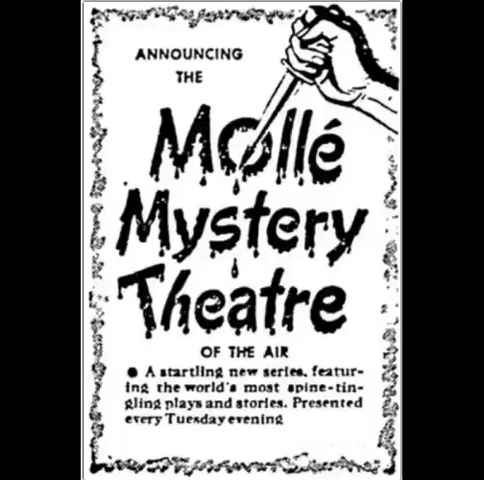 ANNOUNCING
THE
Mollé
Mystery
Theatre
OF THE AIR
● A startling new series, featur-
ing the world's most spine-tin-
gling plays and stories. Presented
every Tuesday evening